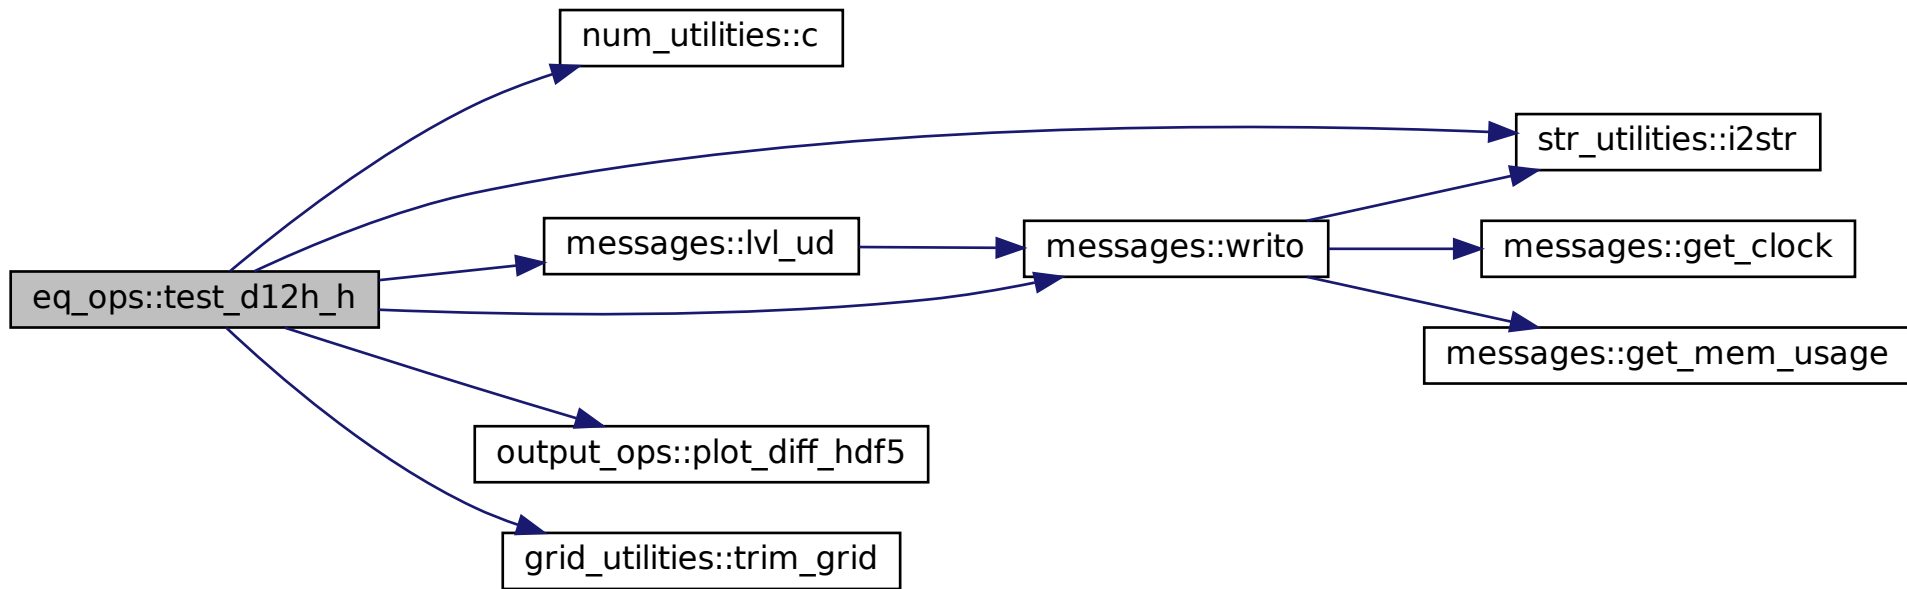 num_utilities::c
str_utilities::i2str
messages::lvl_ud
messages::writo
messages::get_clock
eq_ops::test_d12h_h
messages::get_mem_usage
output_ops::plot_diff_hdf5
grid_utilities::trim_grid